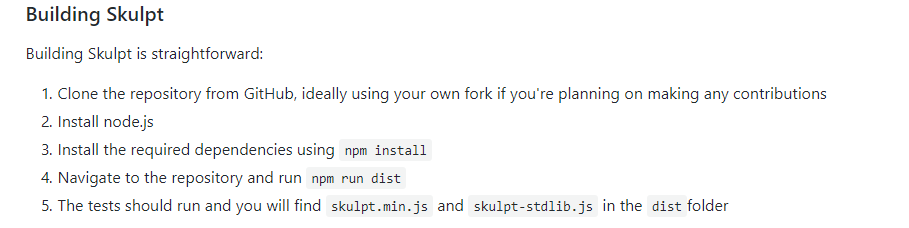 Building Skulpt
Building Skulpt is straightforward:
1. Clone the repository from GitHub, ideally using your own fork if you're planning on making any contributions
2. Install node.js
3. Install the required dependencies using npm install
4. Navigate to the repository and run npm run dist
5. The tests should run and you will find skulpt.min.js and skulpt-stdlib.js in the dist folder